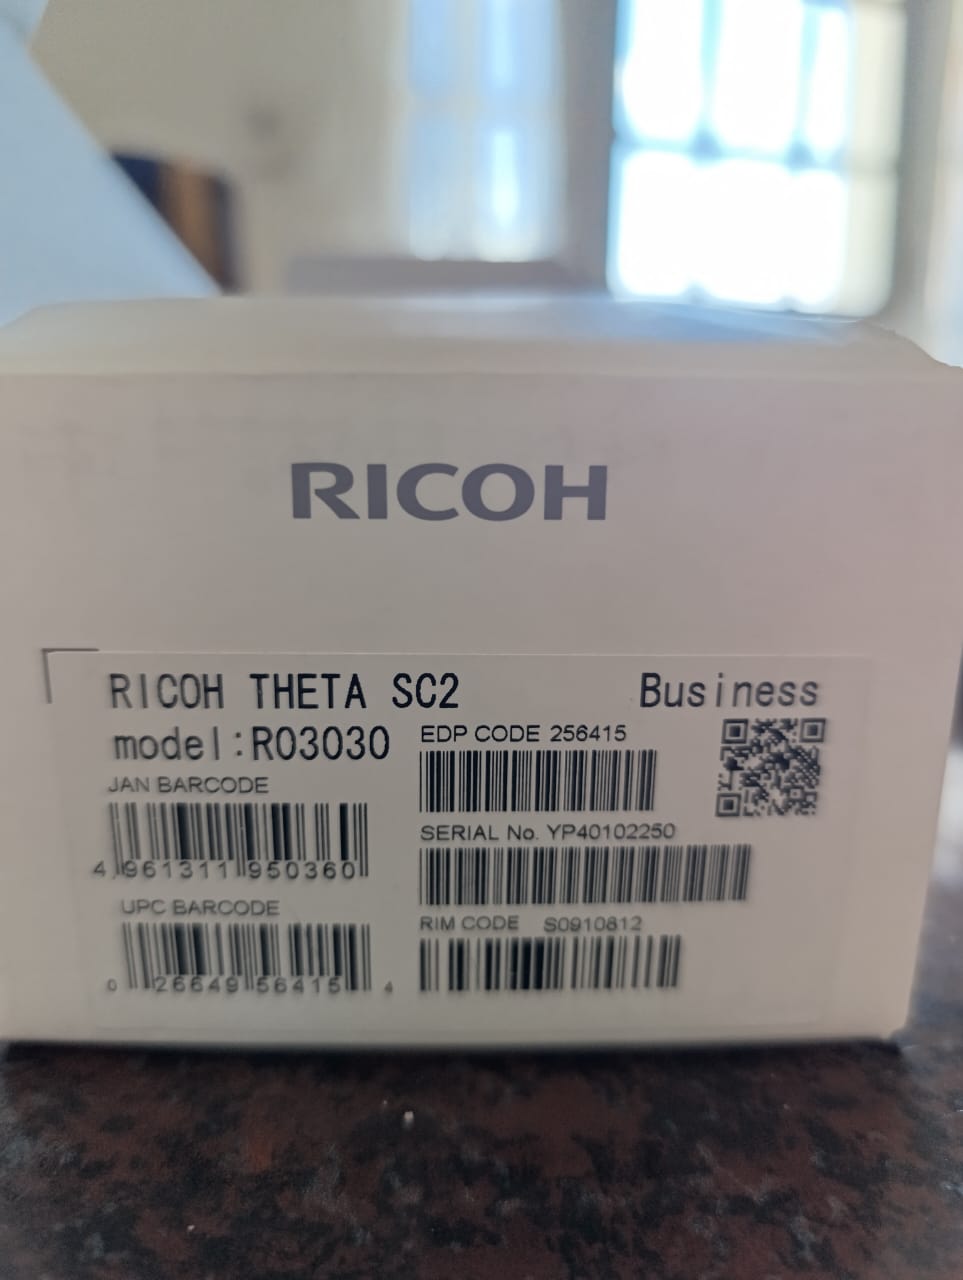 RICOH
RICOH THETA SC2 Business
model:R03030
EDP CODE 256415
JAN BARCODE
4 961311 950360
SERIAL No. YP40102250
UPC BARCODE
0 26649 56415 4
RIM CODE S0910812